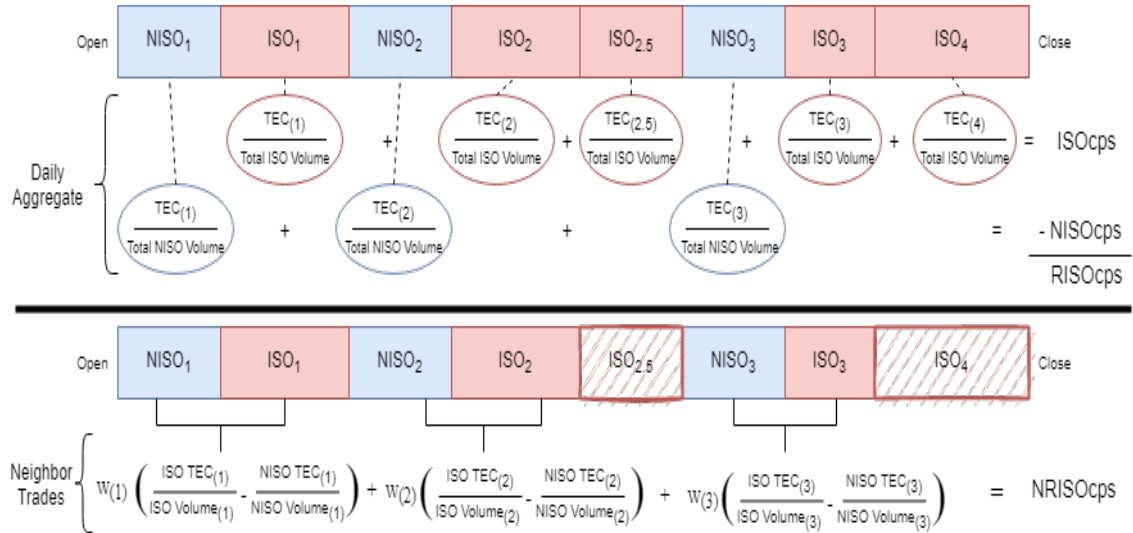 Open NISO1 ISO1 NISO2 ISO2 ISO2.5 NISO3 ISO3 ISO4 Close
TEC(1) TEC(2) TEC(2.5) TEC(3) TEC(4)
+ + + + = ISOcps
Total ISO Volume Total ISO Volume Total ISO Volume Total ISO Volume Total ISO Volume
Daily
Aggregate
TEC(1) TEC(2) TEC(3)
+ + = - NISOcps
Total NISO Volume Total NISO Volume Total NISO Volume
RISOcps
Open NISO1 ISO1 NISO2 ISO2 ISO2.5 NISO3 ISO3 ISO4 Close
Neighbor
Trades
ISO TEC(1) NISO TEC(1) ISO TEC(2) NISO TEC(2) ISO TEC(3) NISO TEC(3)
W(1) ( - ) + W(2) ( - ) + W(3) ( - ) = NRISOcps
ISO Volume(1) NISO Volume(1) ISO Volume(2) NISO Volume(2) ISO Volume(3) NISO Volume(3)